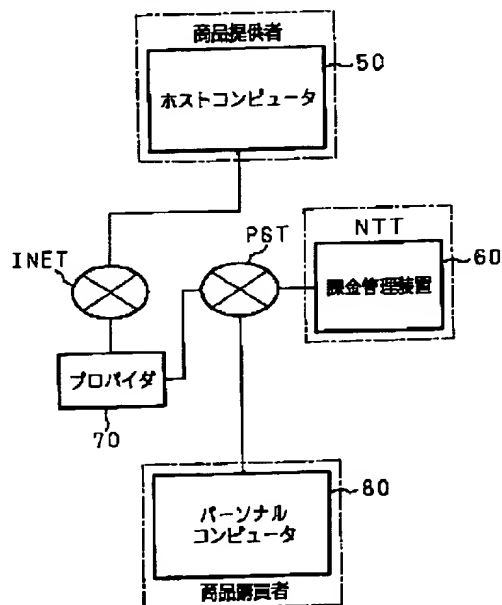 商品提供者
50
ホストコンピュータ
INET
PST
NTT
60
課金管理装置
プロバイダ
70
80
パーソナル
コンピュータ
商品購買者